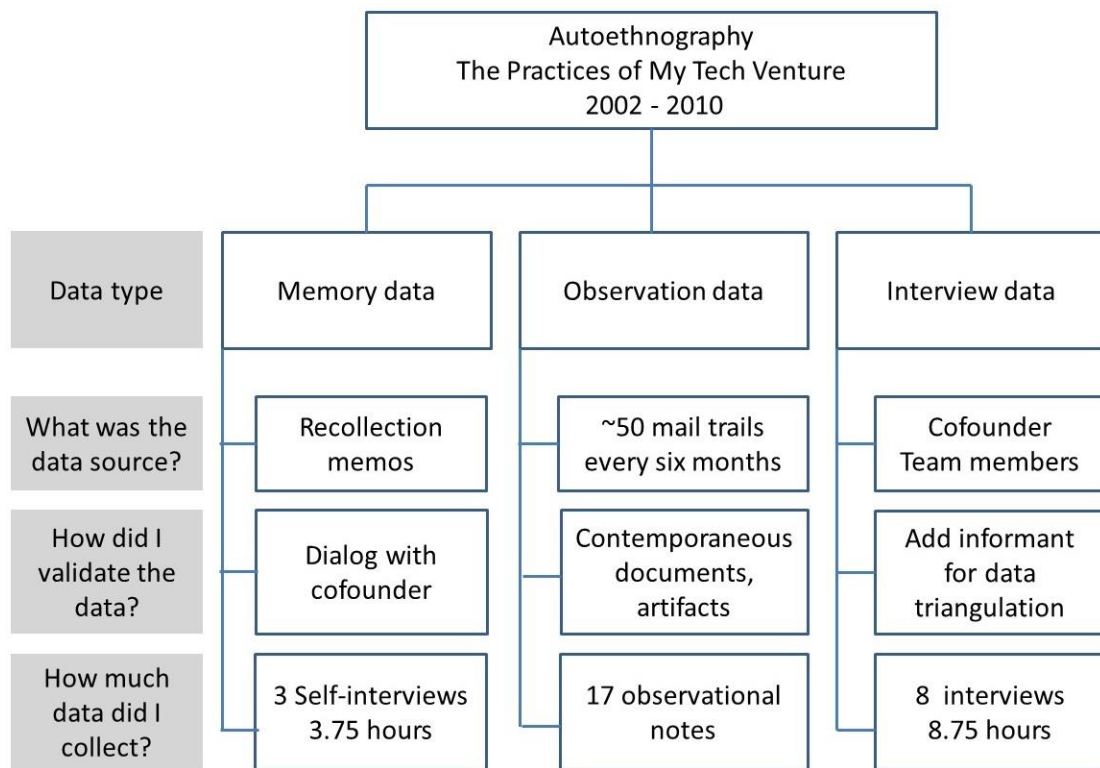 Autoethnography
The Practices of My Tech Venture
2002 - 2010
Data type
Memory data
Observation data
Interview data
What was the
data source?
Recollection
memos
~50 mail trails
every six months
Cofounder
Team members
How did I
validate the
data?
Dialog with
cofounder
Contemporaneous
documents,
artifacts
Add informant
for data
triangulation
How much
data did I
collect?
3 Self-interviews
3.75 hours
17 observational
notes
8 interviews
8.75 hours